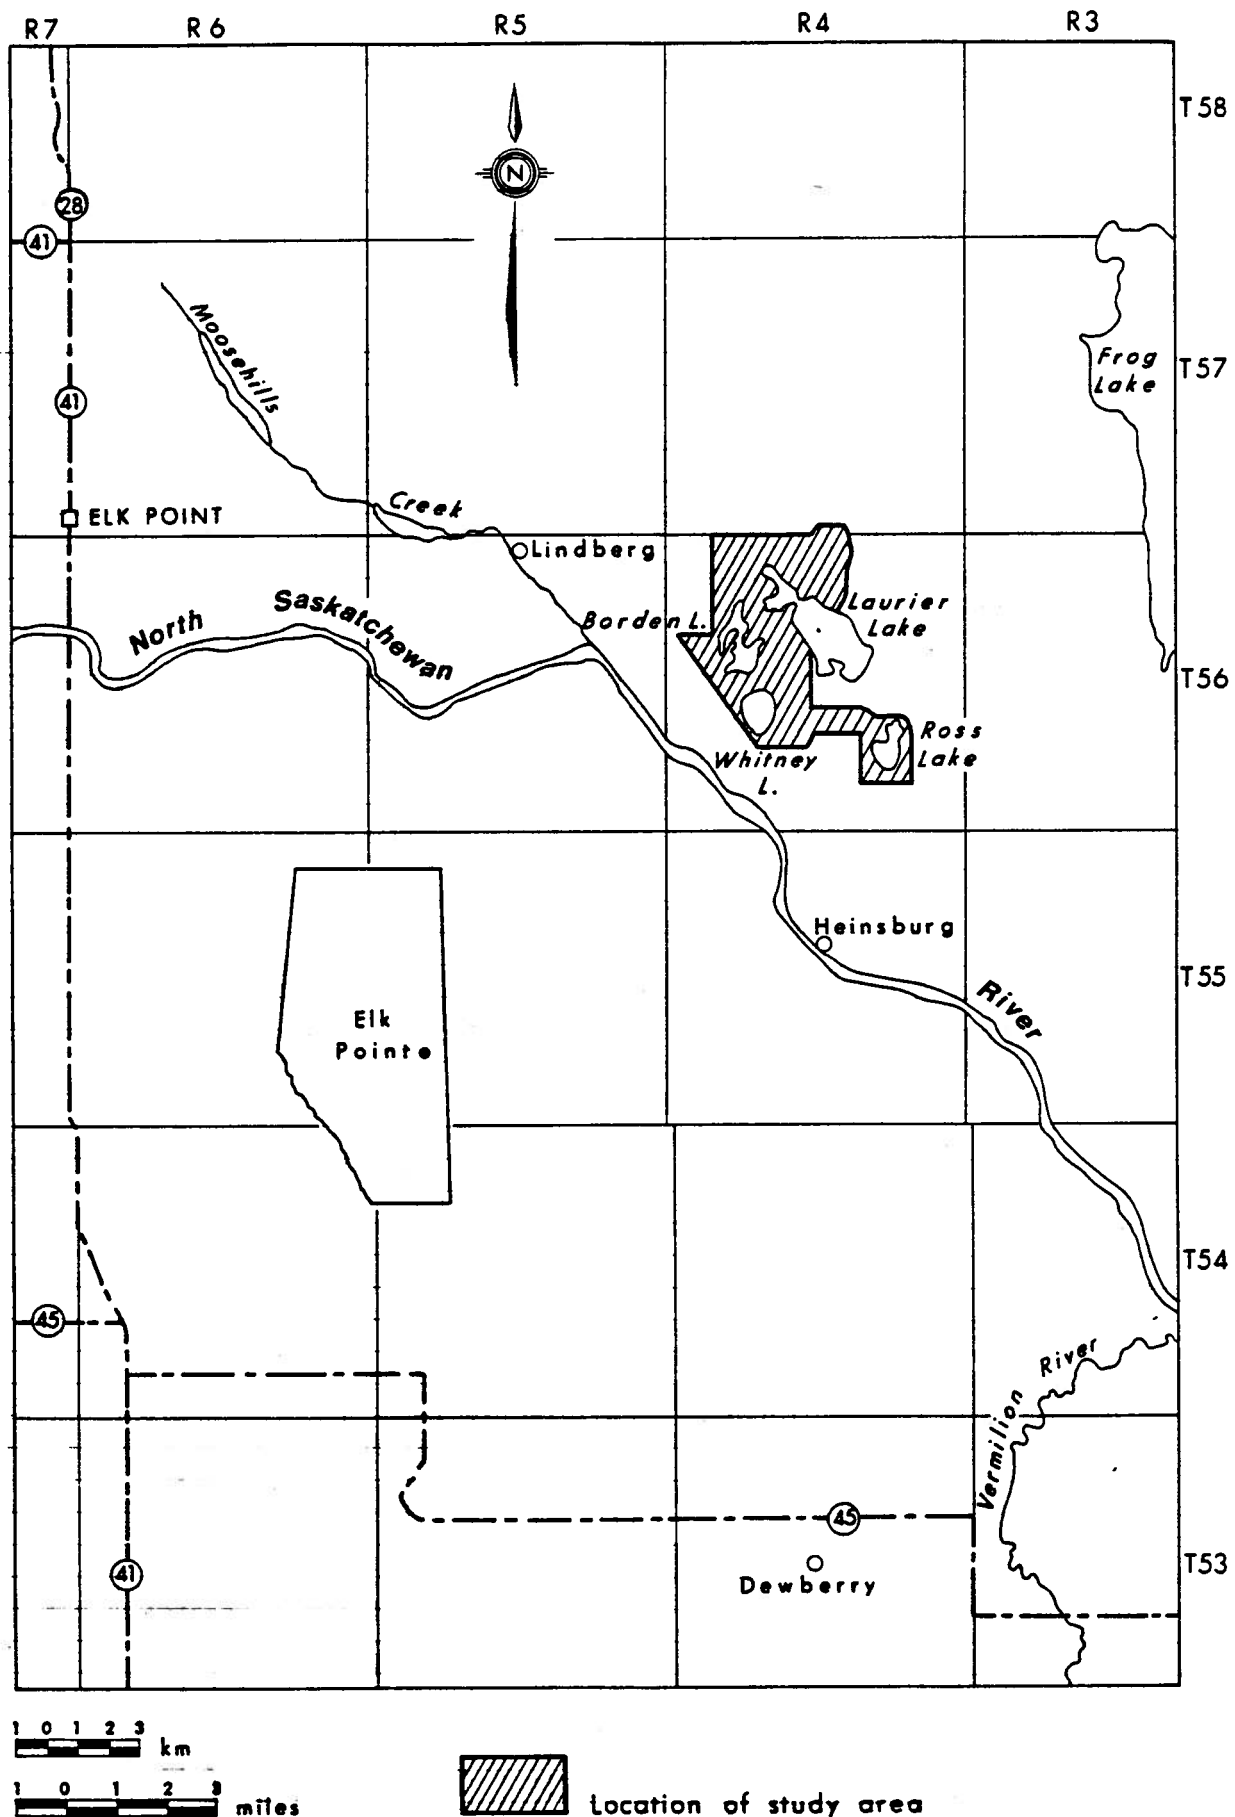 R7 R6 R5 R4 R3
T58
N
28
41
Moosehills
Frog
Lake
T57
41
Creek
ELK POINT
Lindberg
North Saskatchewan
Borden L.
Laurier
Lake
T56
Ross
Lake
Whitney
L.
Heinsburg
T55
River
Elk
Point
T54
45
River
Vermilion
45
T53
41
Dewberry
1 0 1 2 3
km
1 0 1 2 3
miles
Location of study area